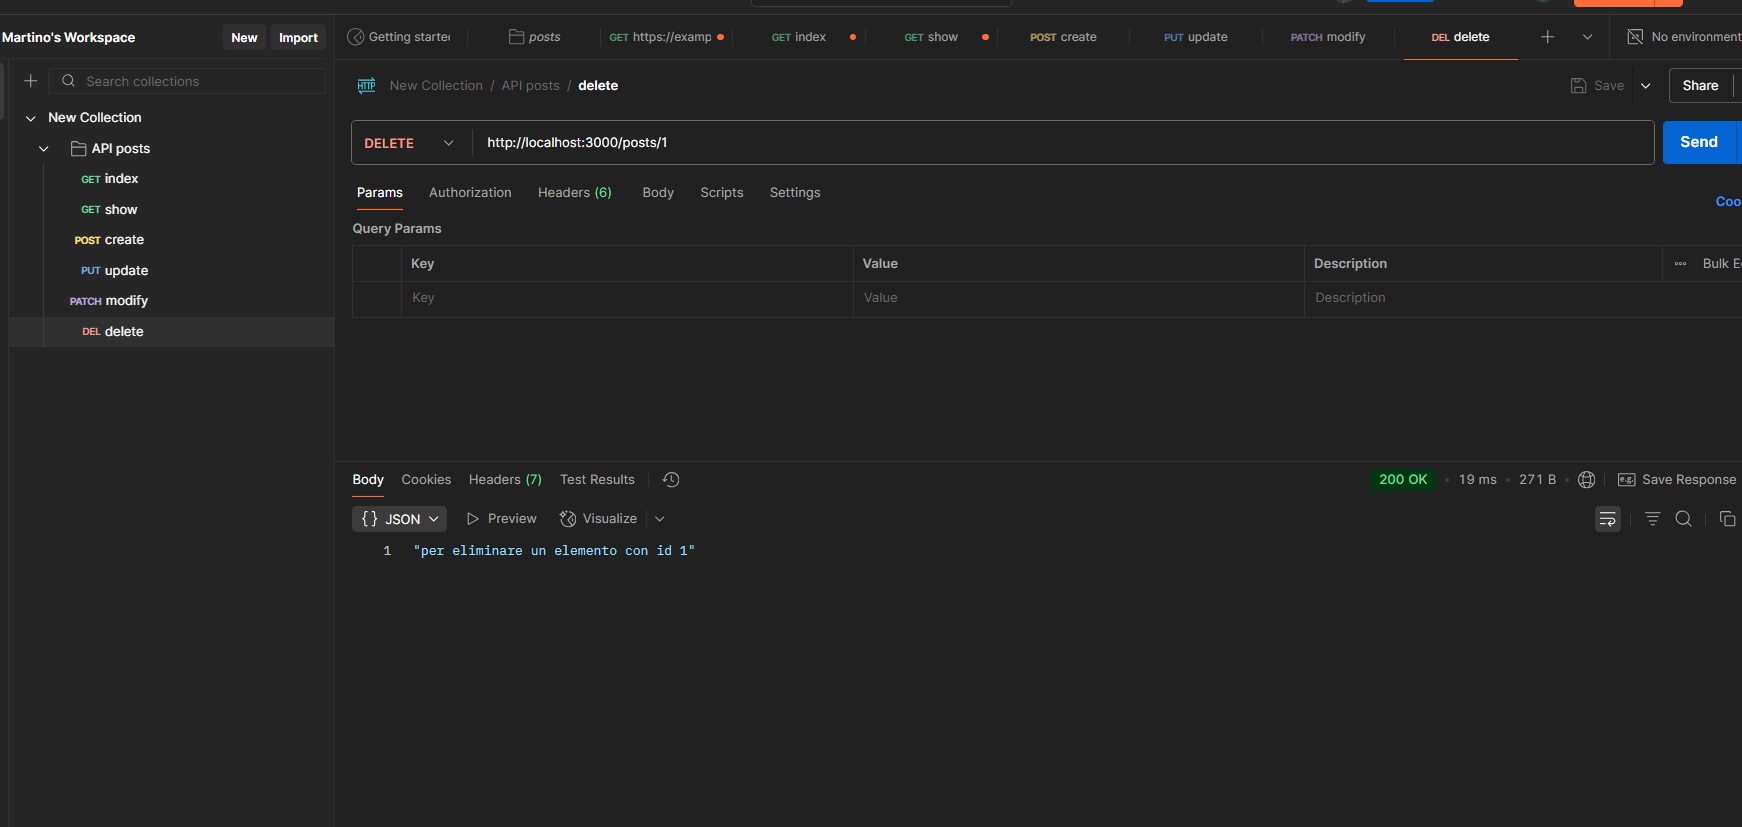 Martino's Workspace New Import
Getting starte posts GET https://examp GET index GET show POST create PUT update PATCH modify DEL delete No environment
Search collections
New Collection
API posts
GET index
GET show
POST create
PUT update
PATCH modify
DEL delete
HTTP New Collection / API posts / delete Save Share
DELETE http://localhost:3000/posts/1 Send
Params Authorization Headers (6) Body Scripts Settings Coo
Query Params
Key Value Description Bulk E
Key Value Description
Body Cookies Headers (7) Test Results 200 OK • 19 ms • 271 B e.g. Save Response
{} JSON Preview Visualize
1 "per eliminare un elemento con id 1"